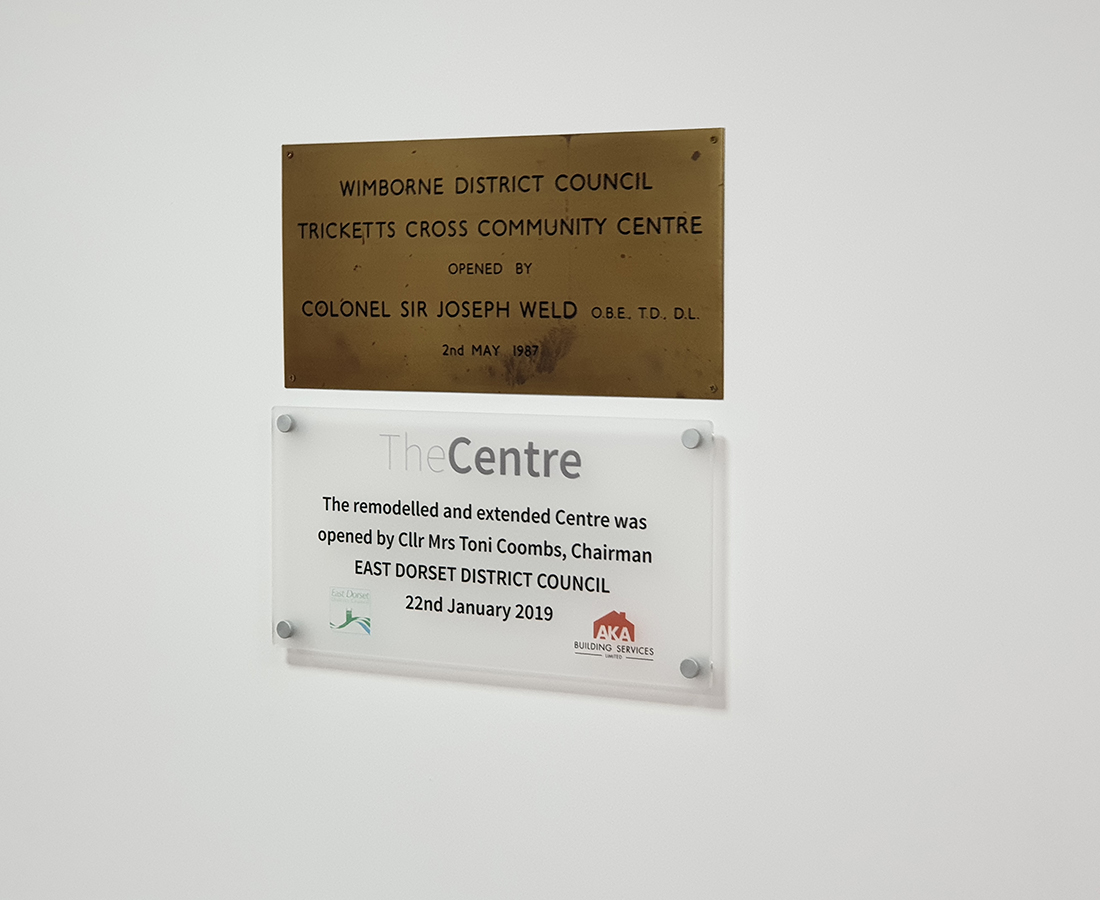 WIMBORNE DISTRICT COUNCIL
TRICKETTS CROSS COMMUNITY CENTRE
OPENED BY
COLONEL SIR JOSEPH WELD O.B.E., T.D., D.L.
2nd MAY 1987
TheCentre
The remodelled and extended Centre was
opened by Cllr Mrs Toni Coombs, Chairman
EAST DORSET DISTRICT COUNCIL
22nd January 2019
East Dorset
AKA
BUILDING SERVICES
LIMITED